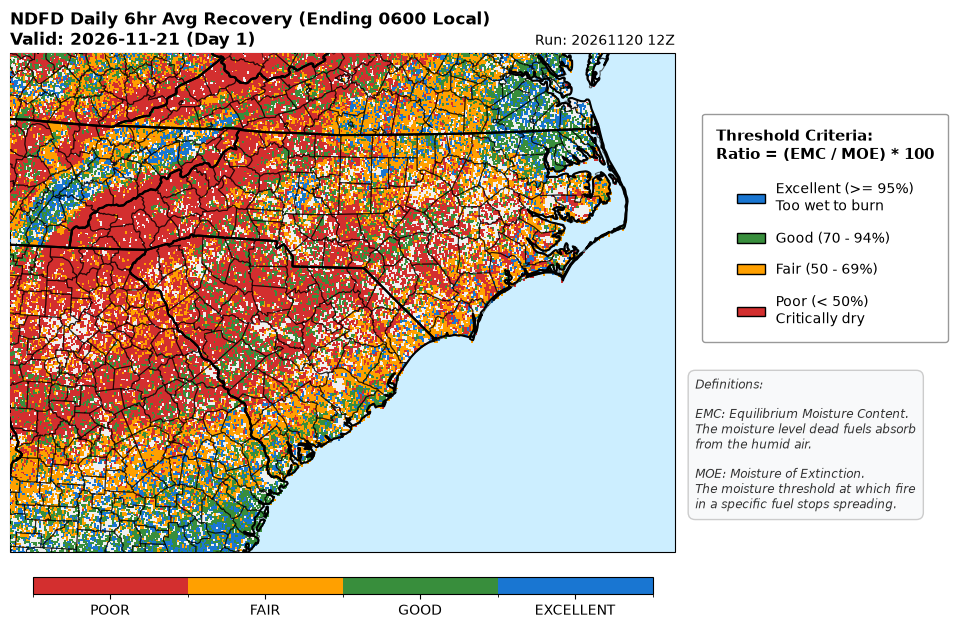 NDFD Daily 6hr Avg Recovery (Ending 0600 Local)
Valid: 2026-11-21 (Day 1)
Run: 20261120 12Z
Threshold Criteria:
Ratio = (EMC / MOE) * 100
Excellent (>= 95%)
Too wet to burn
Good (70 - 94%)
Fair (50 - 69%)
Poor (< 50%)
Critically dry
Definitions:
EMC: Equilibrium Moisture Content.
The moisture level dead fuels absorb
from the humid air.
MOE: Moisture of Extinction.
The moisture threshold at which fire
in a specific fuel stops spreading.
POOR FAIR GOOD EXCELLENT